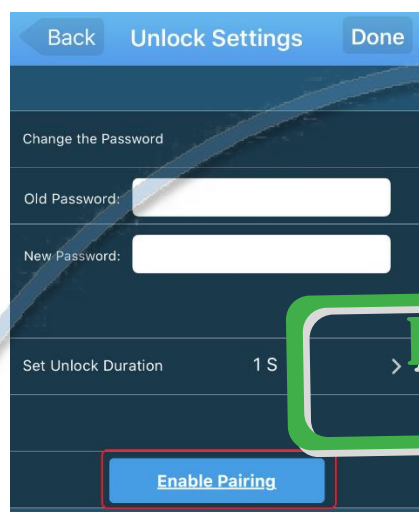 Back Unlock Settings Done
Change the Password
Old Password:
New Password:
Set Unlock Duration 1 S >
Enable Pairing